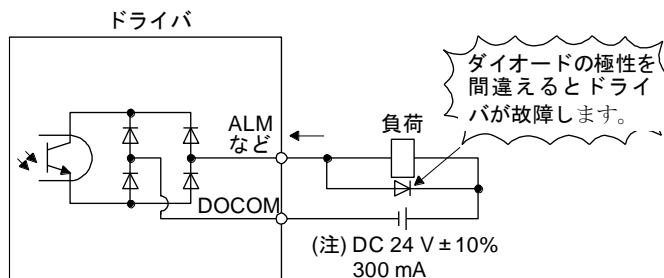 ドライバ
ダイオードの極性を
間違えるとドライ
バが故障します。
ALM
など
負荷
DOCOM
(注) DC 24 V ± 10%
300 mA